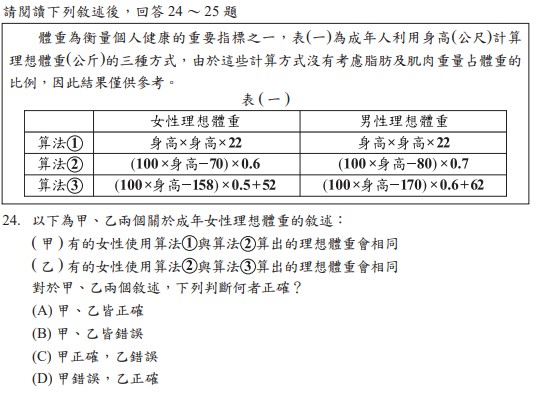 請閱讀下列敘述後，回答 24 ～ 25 題
體重為衡量個人健康的重要指標之一，表(一)為成年人利用身高(公尺)計算
理想體重(公斤)的三種方式，由於這些計算方式沒有考慮脂肪及肌肉重量占體重的
比例，因此結果僅供參考。
表 ( 一 )
女性理想體重 男性理想體重
算法① 身高×身高×22 身高×身高×22
算法② (100×身高−70)×0.6 (100×身高−80)×0.7
算法③ (100×身高−158)×0.5+52 (100×身高−170)×0.6+62
24. 以下為甲、乙兩個關於成年女性理想體重的敘述：
( 甲 ) 有的女性使用算法①與算法②算出的理想體重會相同
( 乙 ) 有的女性使用算法②與算法③算出的理想體重會相同
對於甲、乙兩個敘述，下列判斷何者正確？
(A) 甲、乙皆正確
(B) 甲、乙皆錯誤
(C) 甲正確，乙錯誤
(D) 甲錯誤，乙正確